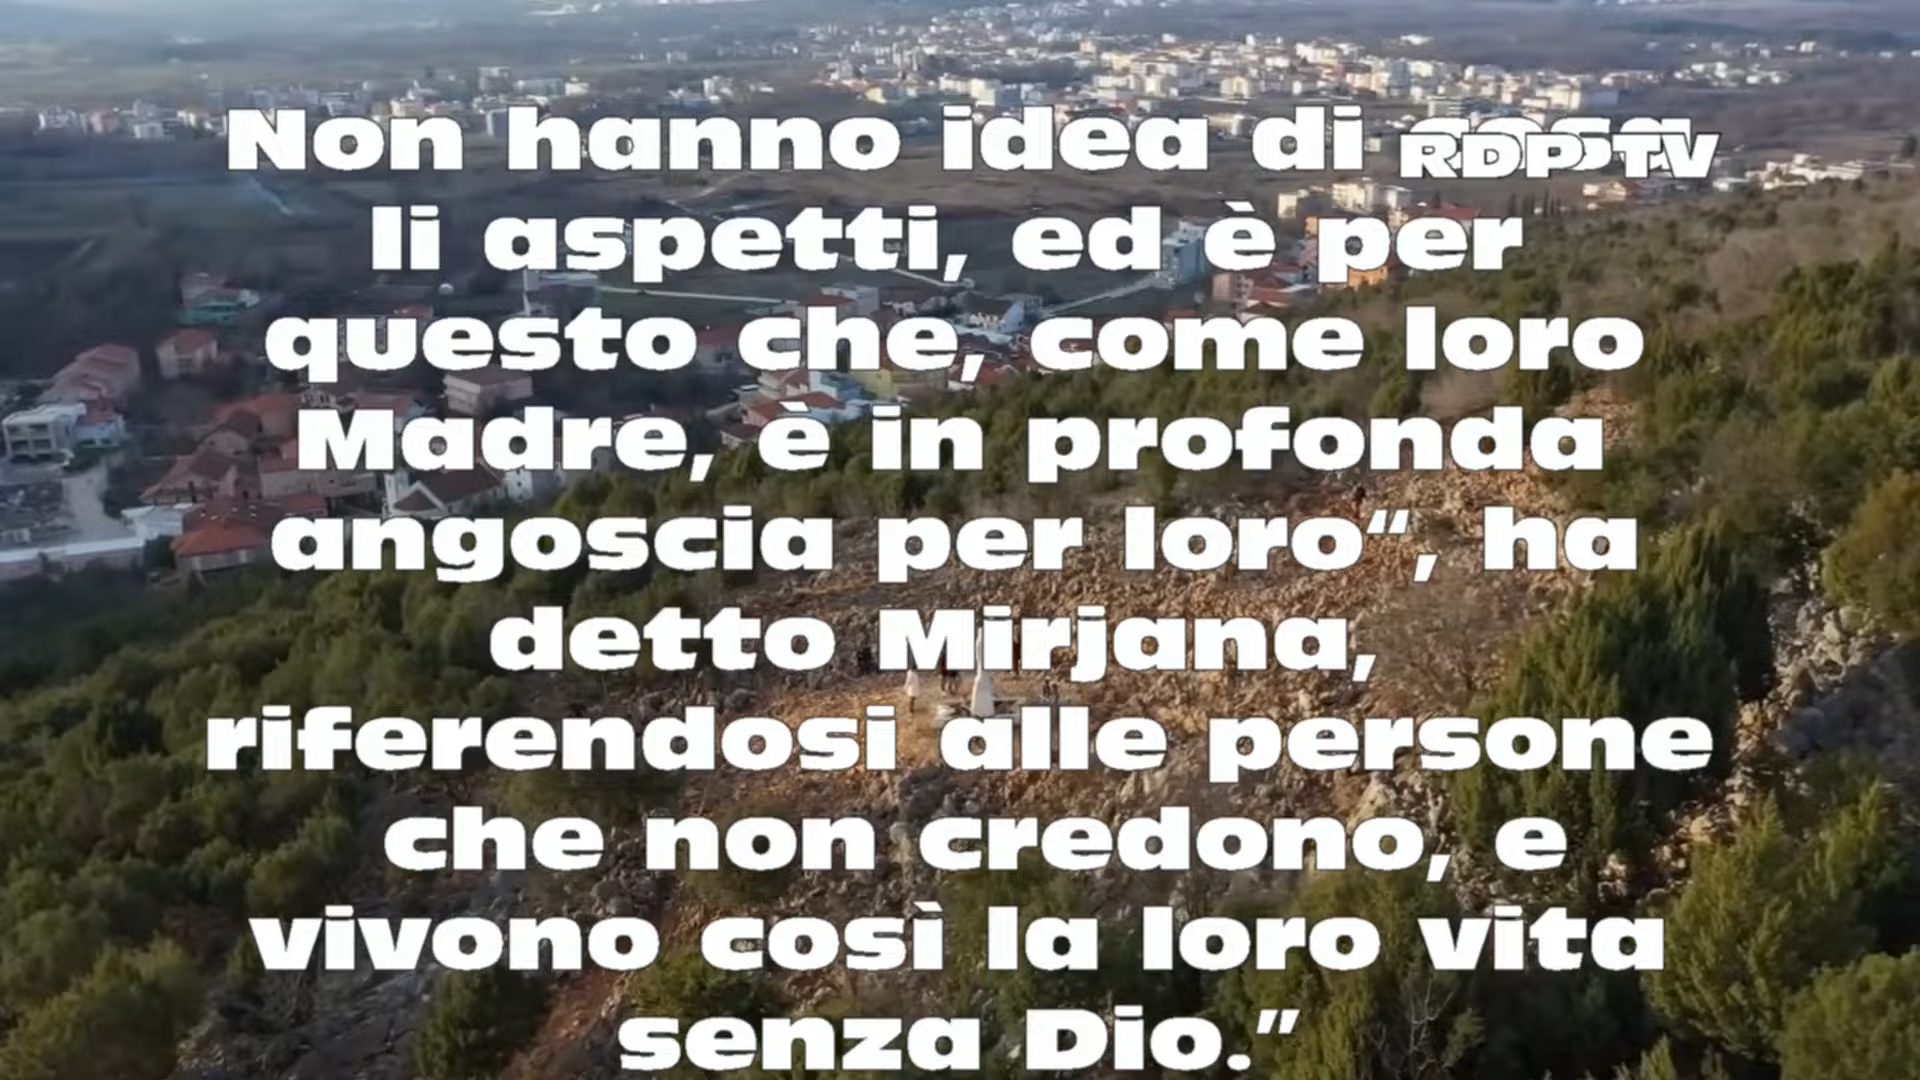 Non hanno idea di cosa
RDP TV
li aspetti, ed è per
questo che, come loro
Madre, è in profonda
angoscia per loro“, ha
detto Mirjana,
riferendosi alle persone
che non credono, e
vivono così la loro vita
senza Dio.”